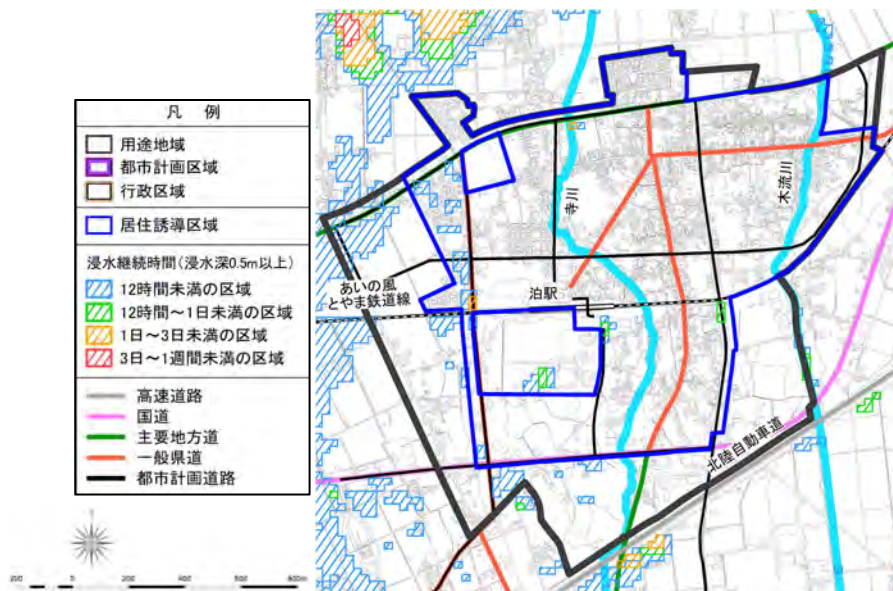 凡 例
用途地域
都市計画区域
行政区域
居住誘導区域
浸水継続時間(浸水深0.5m以上)
12時間未満の区域
12時間～1日未満の区域
1日～3日未満の区域
3日～1週間未満の区域
高速道路
国道
主要地方道
一般県道
都市計画道路
200 0 200 400 600m
寺川
木流川
あいの風
とやま鉄道線
泊駅
北陸自動車道